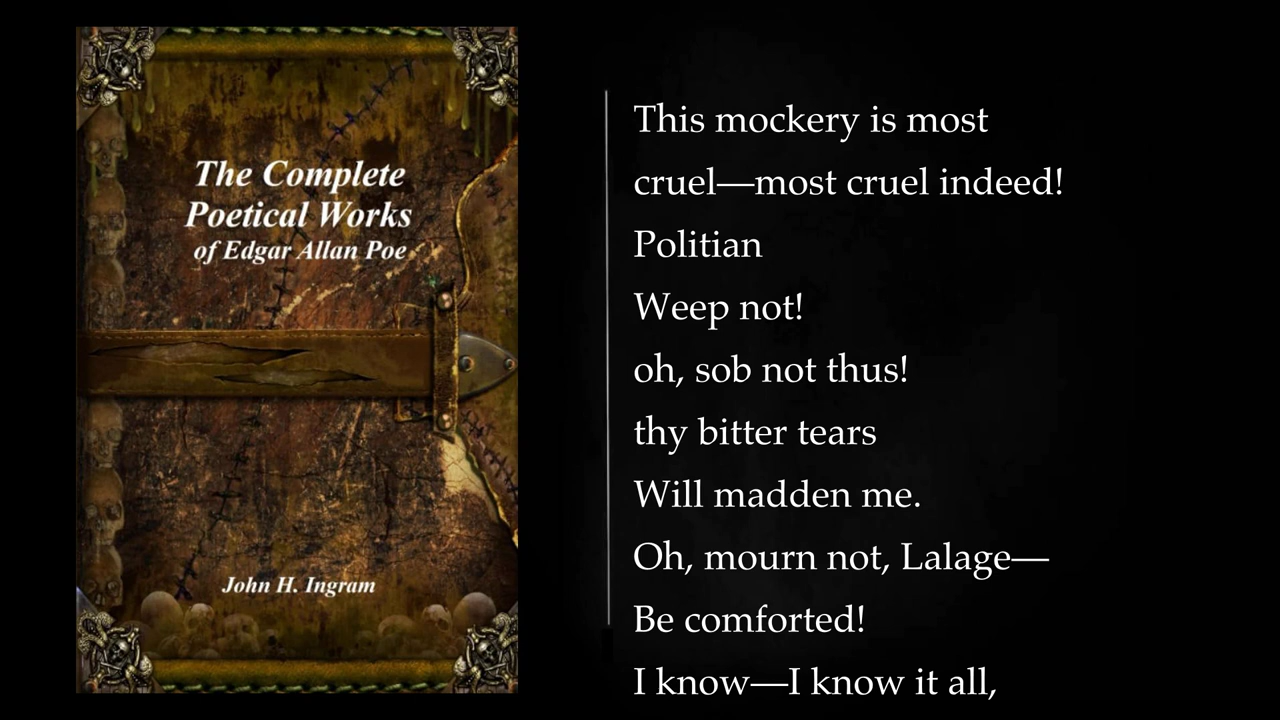 The Complete
Poetical Works
of Edgar Allan Poe
John H. Ingram
This mockery is most
cruel—most cruel indeed!
Politian
Weep not!
oh, sob not thus!
thy bitter tears
Will madden me.
Oh, mourn not, Lalage—
Be comforted!
I know—I know it all,